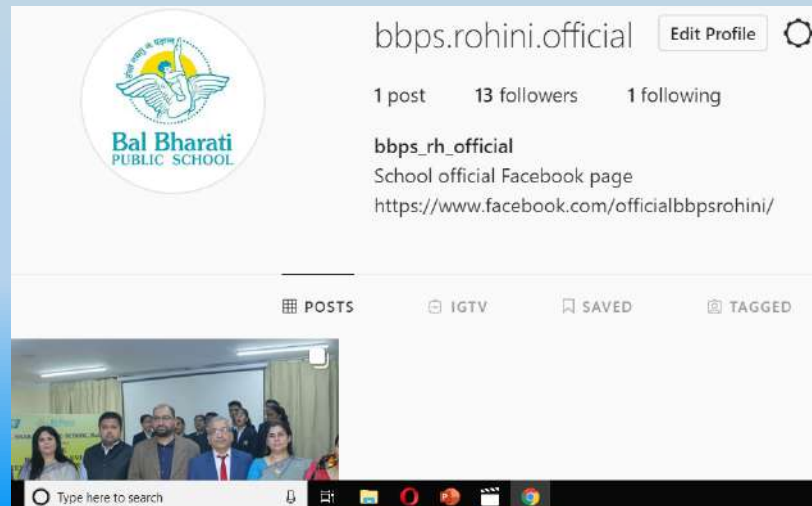 bbps.rohini.official Edit Profile
1 post 13 followers 1 following
bbps_rh_official
School official Facebook page
https://www.facebook.com/officialbbpsrohini/
Bal Bharati
PUBLIC SCHOOL
POSTS IGTV SAVED TAGGED
Type here to search